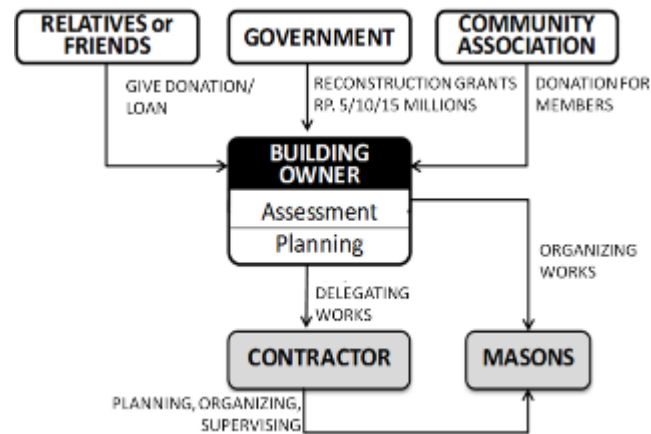 RELATIVES or
FRIENDS
GOVERNMENT
COMMUNITY
ASSOCIATION
GIVE DONATION/
LOAN
RECONSTRUCTION GRANTS
RP. 5/10/15 MILLIONS
DONATION FOR
MEMBERS
BUILDING
OWNER
Assessment
Planning
ORGANIZING
WORKS
DELEGATING
WORKS
CONTRACTOR
MASONS
PLANNING, ORGANIZING,
SUPERVISING